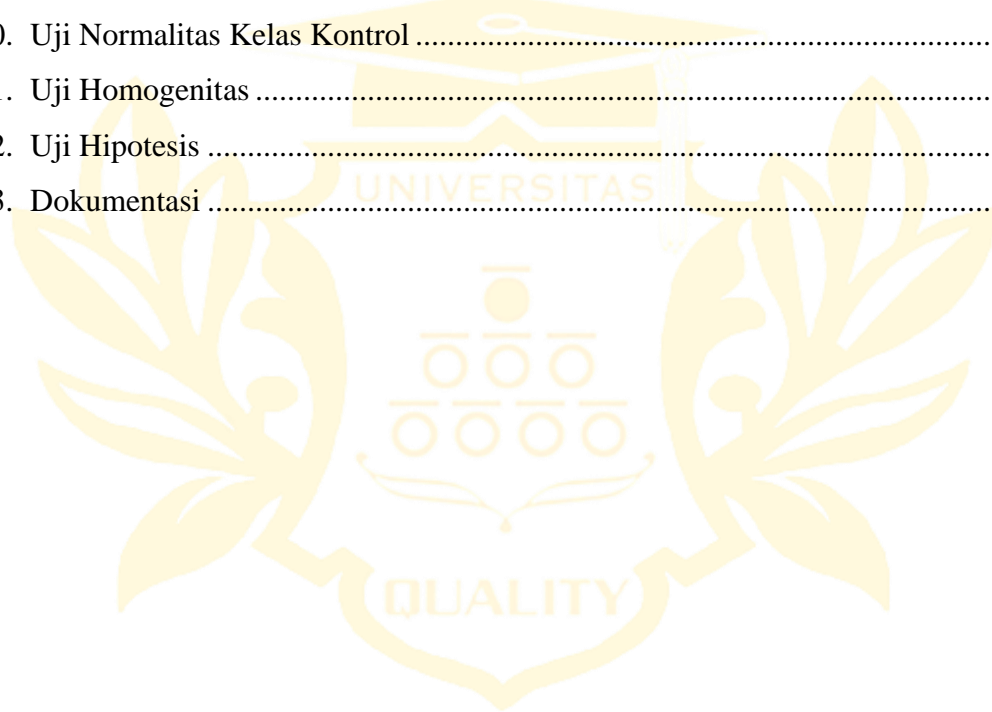 0. Uji Normalitas Kelas Kontrol ........................................................................
1. Uji Homogenitas ............................................................................................
2. Uji Hipotesis ..................................................................................................
3. Dokumentasi ..................................................................................................
UNIVERSITAS
QUALITY